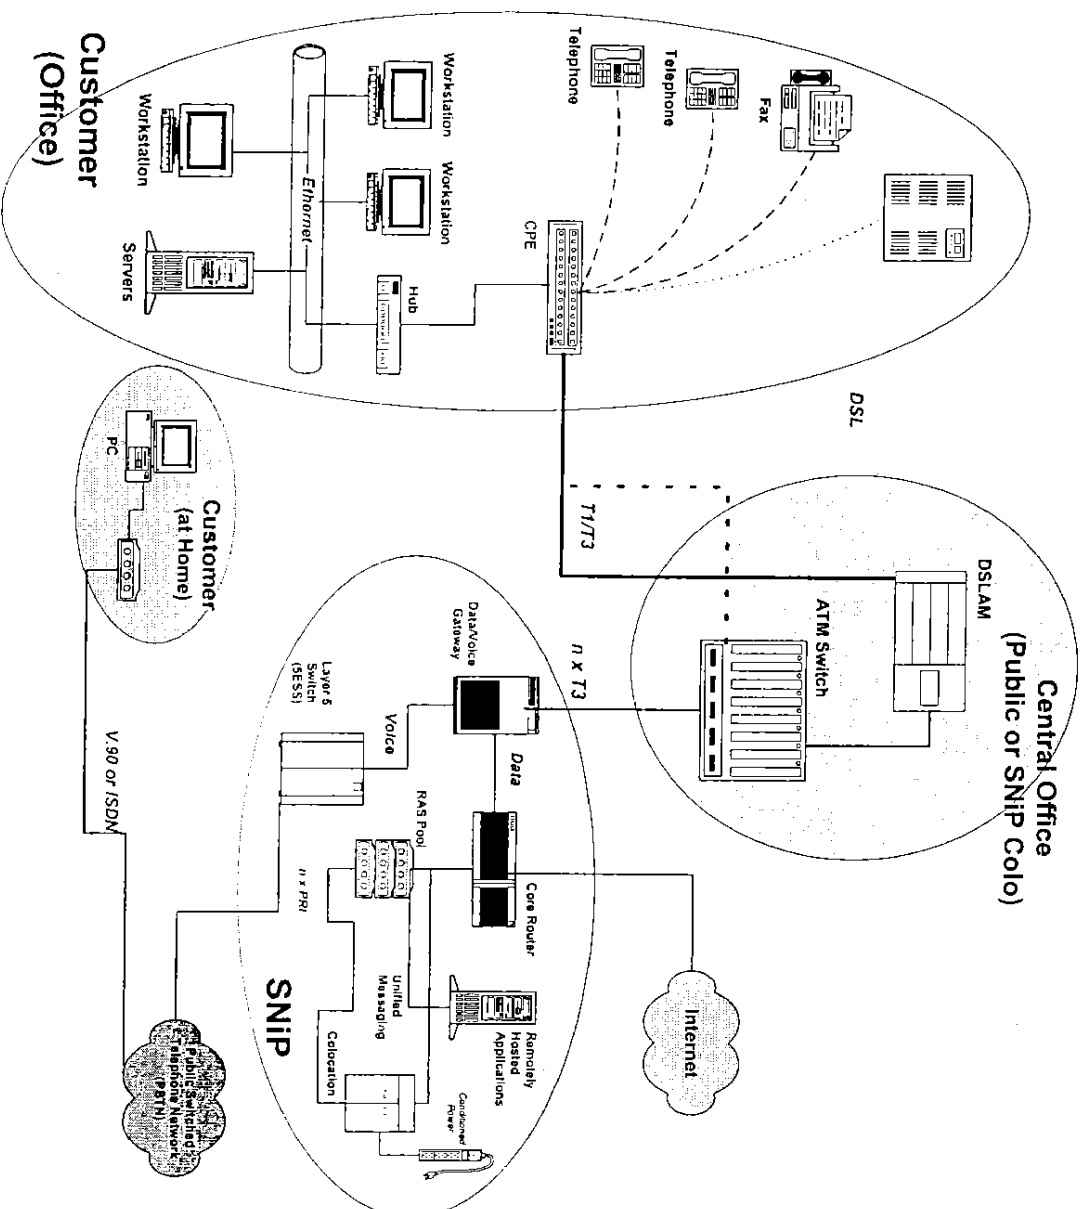 Customer
(Office)
Telephone
Telephone
Fax
Workstation
Workstation
Workstation
Ethernet
Servers
Hub
CPE
DSL
T1/T3
PC
Customer
(at Home)
V.90 or ISDN
Central Office
(Public or SNiP Colo)
DSLAM
ATM Switch
n x T3
Data/Voice
Gateway
Layer 5
Switch
(5ESS)
Voice
Data
RAS Pool
Core Router
n x PRI
SNiP
Unified
Messaging
Remotely
Hosted
Applications
Colocation
Conditioned
Power
Internet
Public Switched
Telephone Network
(PSTN)